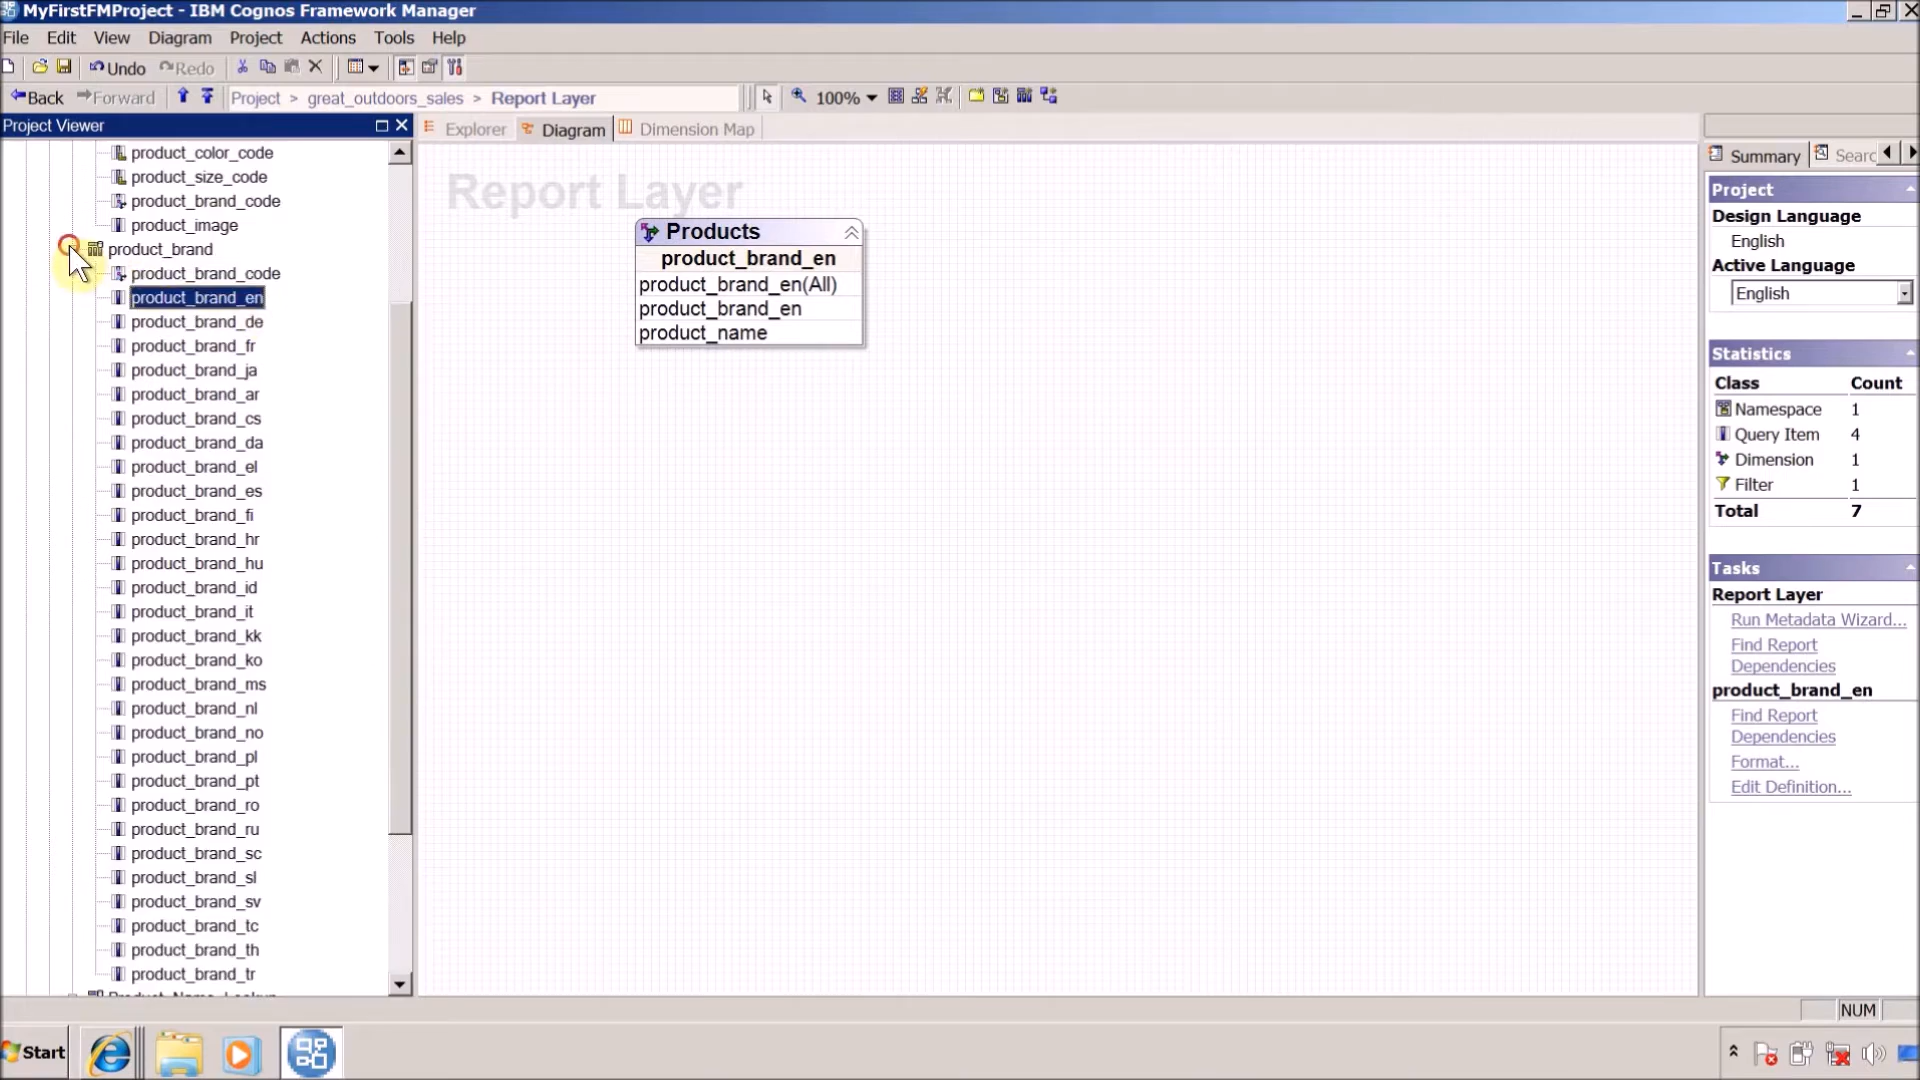 MyFirstFMProject - IBM Cognos Framework Manager
File Edit View Diagram Project Actions Tools Help
Undo Redo
Back Forward Project > great_outdoors_sales > Report Layer 100%
Project Viewer
product_color_code
product_size_code
product_brand_code
product_image
product_brand
product_brand_code
product_brand_en
product_brand_de
product_brand_fr
product_brand_ja
product_brand_ar
product_brand_cs
product_brand_da
product_brand_el
product_brand_es
product_brand_fi
product_brand_hr
product_brand_hu
product_brand_id
product_brand_it
product_brand_kk
product_brand_ko
product_brand_ms
product_brand_nl
product_brand_no
product_brand_pl
product_brand_pt
product_brand_ro
product_brand_ru
product_brand_sc
product_brand_sl
product_brand_sv
product_brand_tc
product_brand_th
product_brand_tr
Explorer Diagram Dimension Map
Report Layer
Products
product_brand_en
product_brand_en(All)
product_brand_en
product_name
Summary Searc
Project
Design Language
English
Active Language
English
Statistics
Class Count
Namespace 1
Query Item 4
Dimension 1
Filter 1
Total 7
Tasks
Report Layer
Run Metadata Wizard...
Find Report
Dependencies
product_brand_en
Find Report
Dependencies
Format...
Edit Definition...
NUM
Start